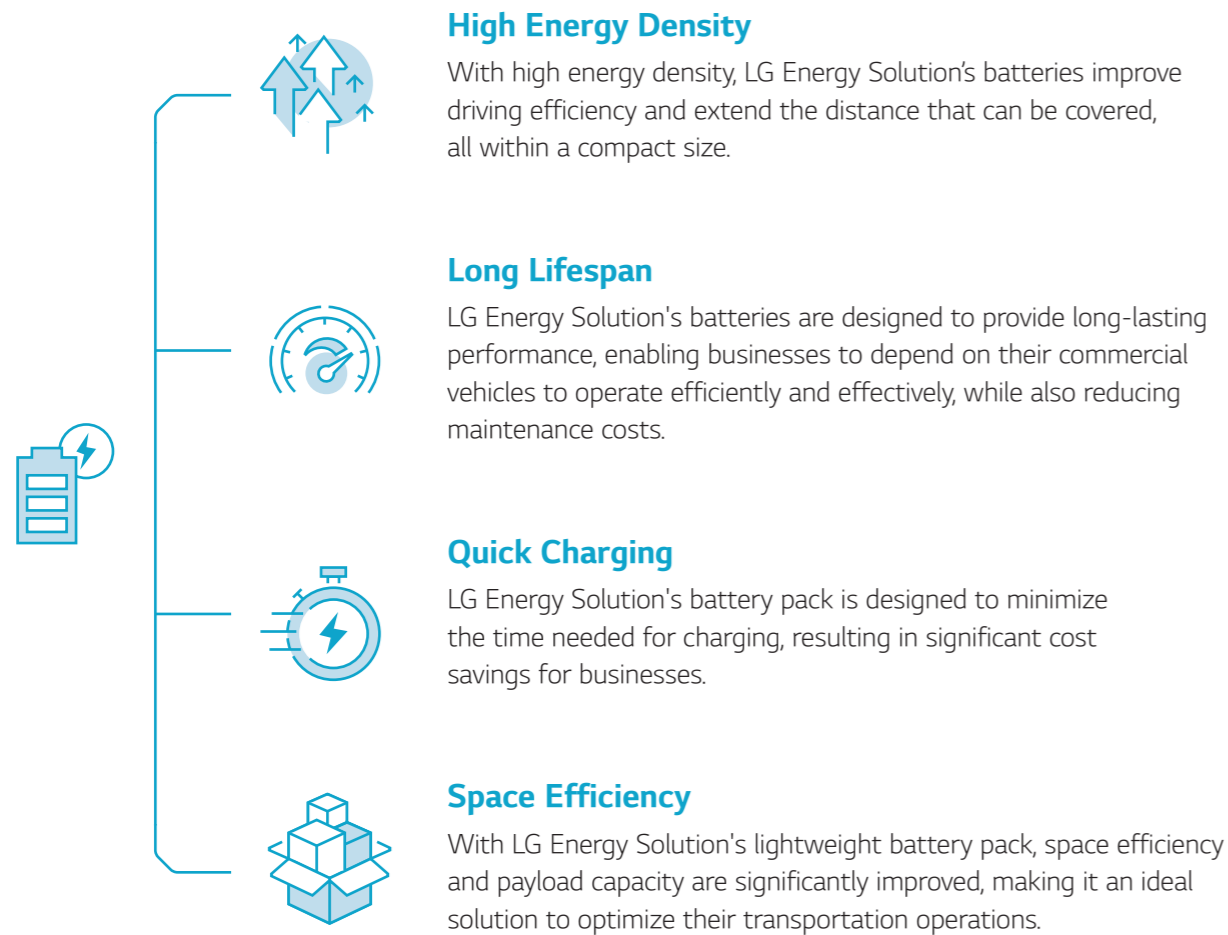 High Energy Density
With high energy density, LG Energy Solution’s batteries improve
driving efficiency and extend the distance that can be covered,
all within a compact size.
Long Lifespan
LG Energy Solution's batteries are designed to provide long-lasting
performance, enabling businesses to depend on their commercial
vehicles to operate efficiently and effectively, while also reducing
maintenance costs.
Quick Charging
LG Energy Solution's battery pack is designed to minimize
the time needed for charging, resulting in significant cost
savings for businesses.
Space Efficiency
With LG Energy Solution's lightweight battery pack, space efficiency
and payload capacity are significantly improved, making it an ideal
solution to optimize their transportation operations.